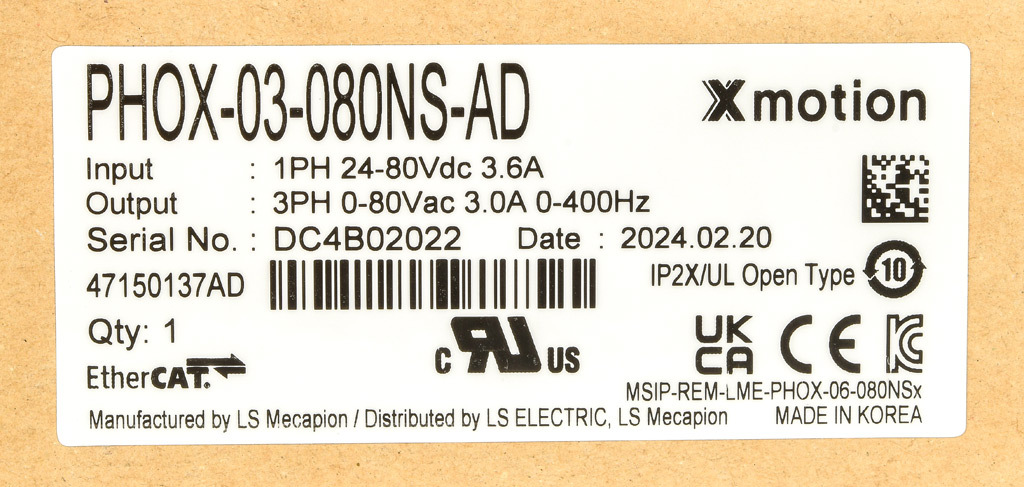 PHOX-03-080NS-AD
Xmotion
Input : 1PH 24-80Vdc 3.6A
Output : 3PH 0-80Vac 3.0A 0-400Hz
Serial No. : DC4B02022 Date : 2024.02.20
47150137AD
IP2X/UL Open Type 10
Qty: 1
EtherCAT.
c RU US
UK CA CE KC
MSIP-REM-LME-PHOX-06-080NSx
Manufactured by LS Mecapion / Distributed by LS ELECTRIC, LS Mecapion MADE IN KOREA